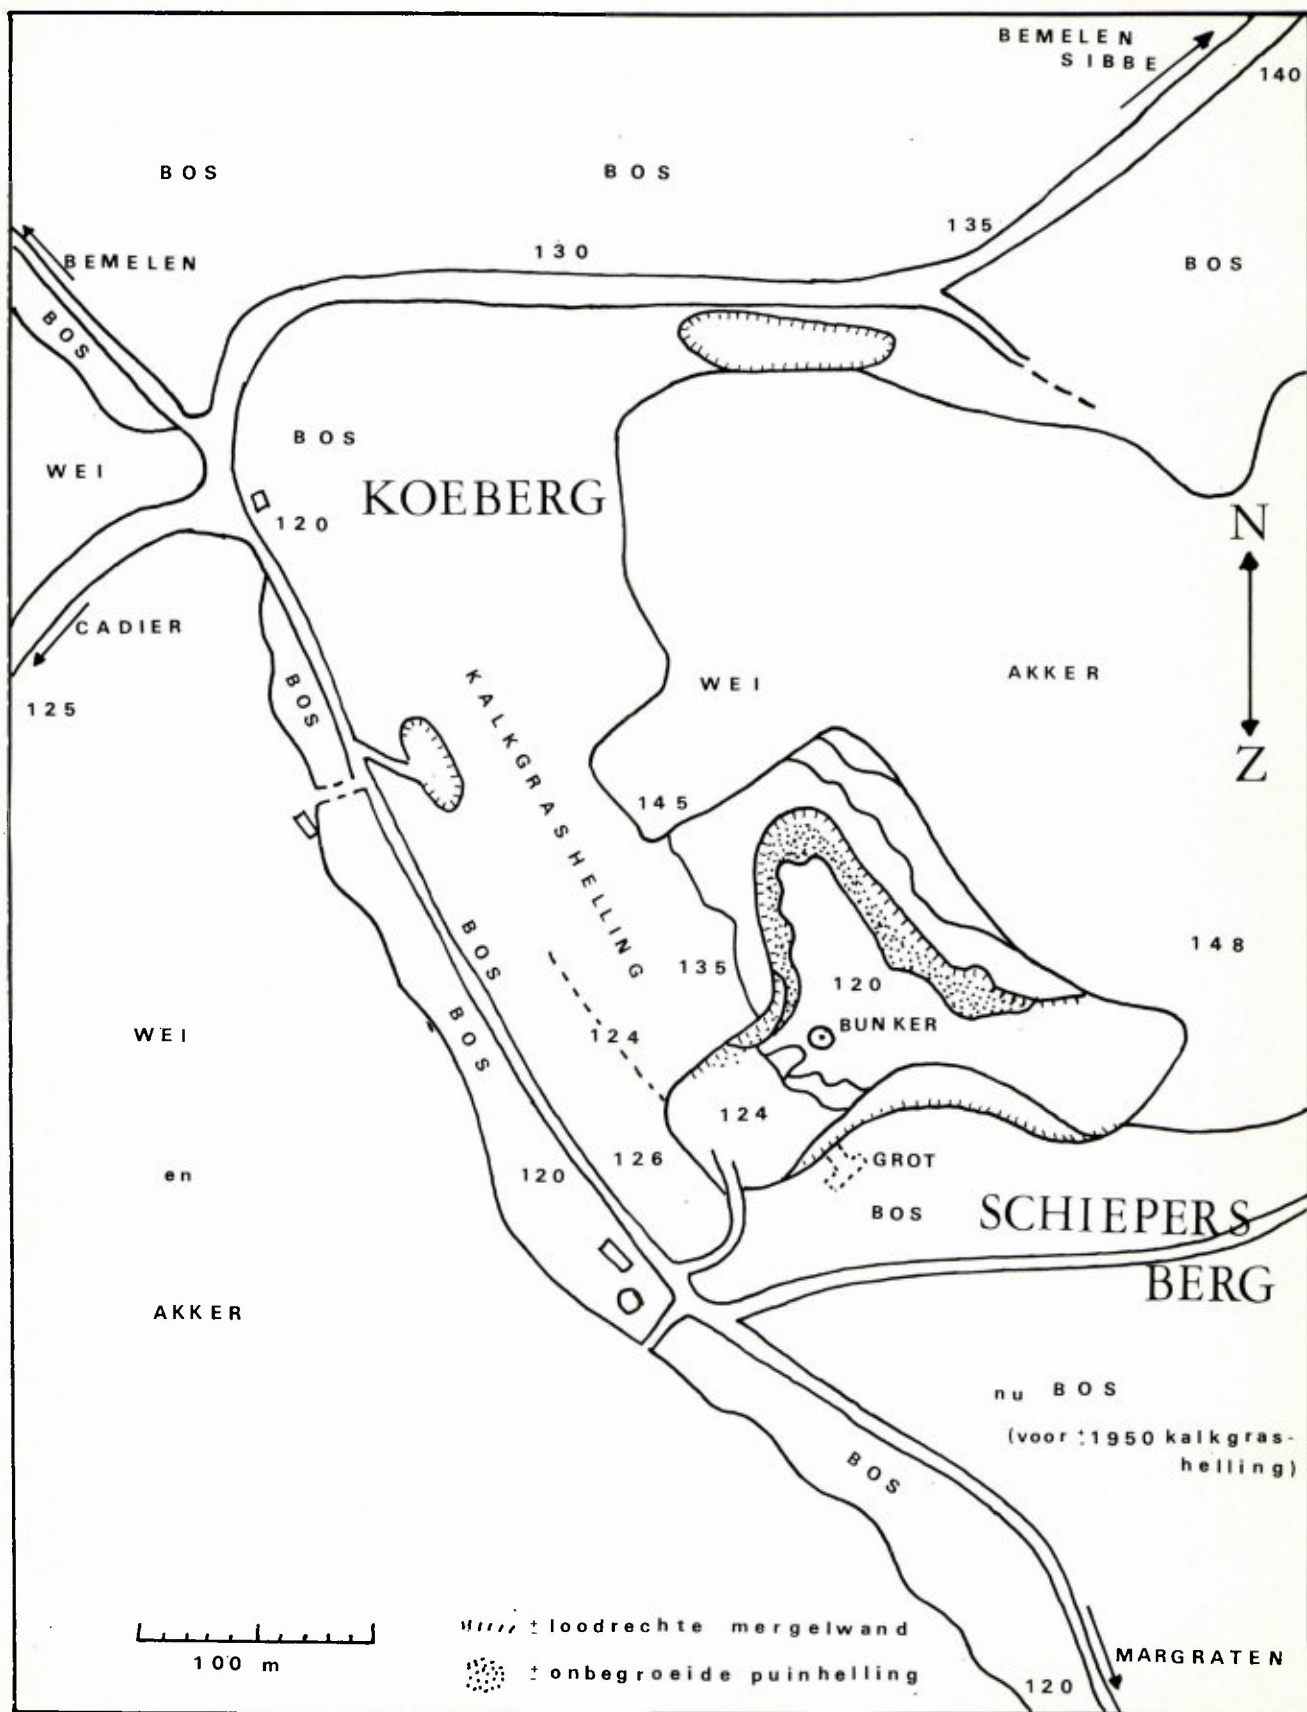 BEMELEN
SIBBE
140
BOS
BOS
135
130
BEMELEN
BOS
BOS
BOS
WEI
KOEBERG
120
N
CADIER
KALKGRASHELLING
WEI
AKKER
BOS
125
Z
145
148
135
120
BOS
BUNKER
BOS
124
WEI
124
126
GROT
120
en
BOS
SCHIEPERS
BERG
AKKER
nu BOS
(voor ±1950 kalkgras-
helling)
BOS
± loodrechte mergelwand
100 m
± onbegroeide puinhelling
MARGRATEN
120